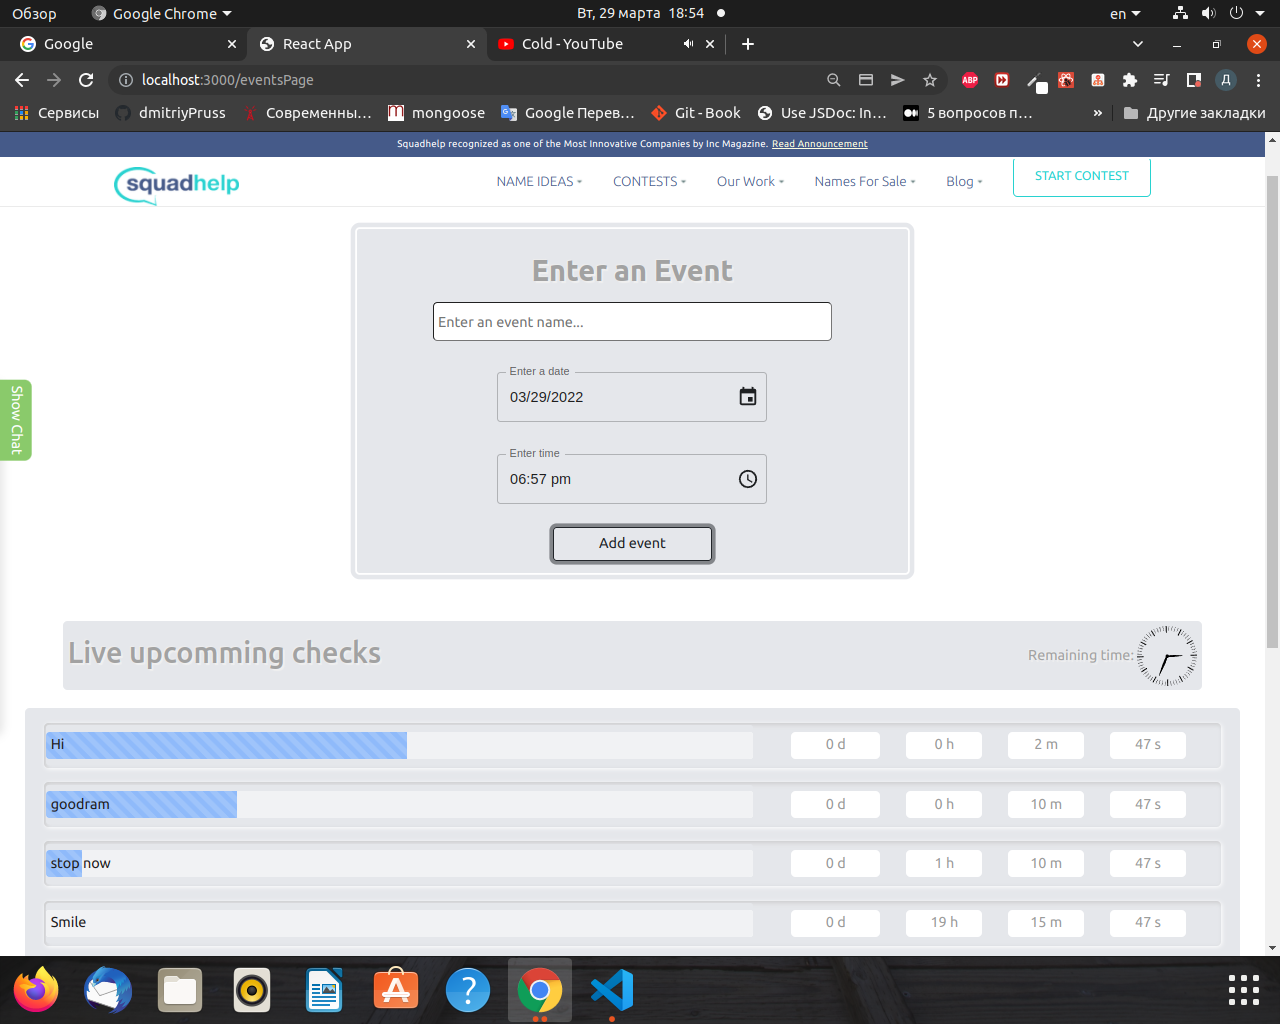 Обзор
Google Chrome
Вт, 29 марта 18:54
en
Google
React App
Cold - YouTube
localhost:3000/eventsPage
ABP
Д
Сервисы
dmitriyPruss
Современны…
mongoose
Google Перев…
Git - Book
Use JSDoc: In…
5 вопросов п…
»
Другие закладки
Squadhelp recognized as one of the Most Innovative Companies by Inc Magazine. Read Announcement
squadhelp
NAME IDEAS
CONTESTS
Our Work
Names For Sale
Blog
START CONTEST
Enter an Event
Enter an event name...
Enter a date
03/29/2022
Enter time
06:57 pm
Add event
Show Chat
Live upcomming checks
Remaining time:
Hi 0 d 0 h 2 m 47 s
goodram 0 d 0 h 10 m 47 s
stop now 0 d 1 h 10 m 47 s
Smile 0 d 19 h 15 m 47 s